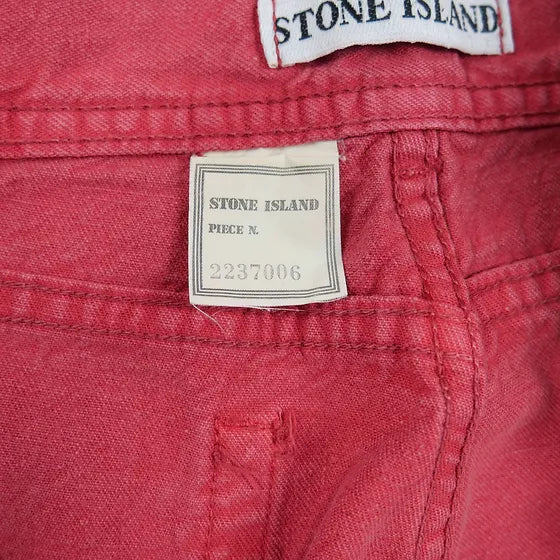 STONE ISLAND
STONE ISLAND
PIECE N.
2237006